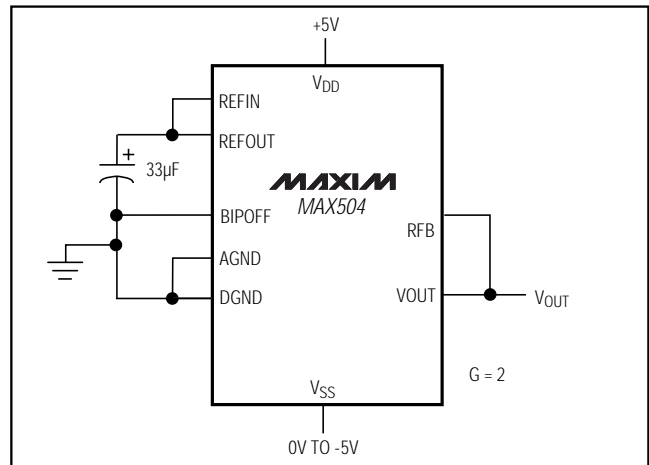 +5V
VDD
REFIN
REFOUT
+
33µF
MAXIM
MAX504
BIPOFF
RFB
AGND
DGND
VOUT
VOUT
G = 2
VSS
0V TO -5V